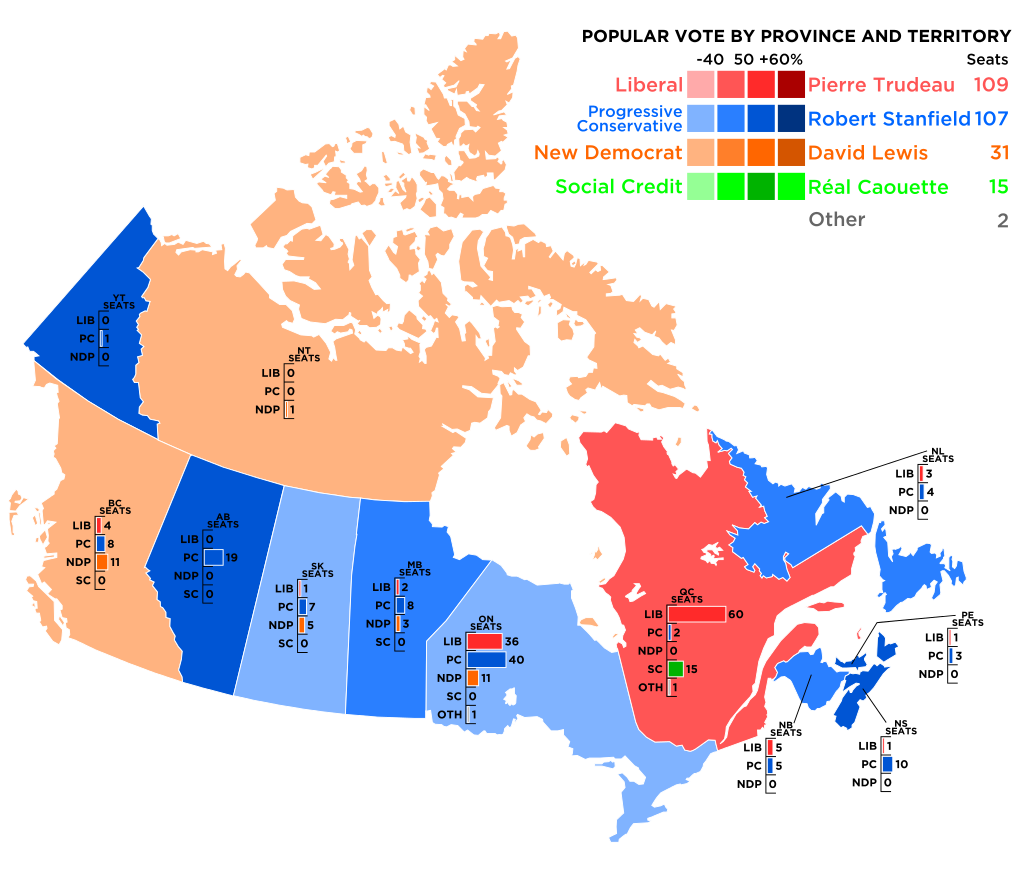 POPULAR VOTE BY PROVINCE AND TERRITORY
-40 50 +60% Seats
Liberal Pierre Trudeau 109
Progressive
Conservative Robert Stanfield 107
New Democrat David Lewis 31
Social Credit Réal Caouette 15
Other 2
YT
SEATS
LIB 0
PC 1
NDP 0
NT
SEATS
LIB 0
PC 0
NDP 1
BC
SEATS
LIB 4
PC 8
NDP 11
SC 0
AB
SEATS
LIB 0
PC 19
NDP 0
SC 0
SK
SEATS
LIB 1
PC 7
NDP 5
SC 0
MB
SEATS
LIB 2
PC 8
NDP 3
SC 0
ON
SEATS
LIB 36
PC 40
NDP 11
SC 0
OTH 1
QC
SEATS
LIB 60
PC 2
NDP 0
SC 15
OTH 1
NL
SEATS
LIB 3
PC 4
NDP 0
PE
SEATS
LIB 1
PC 3
NDP 0
NB
SEATS
LIB 5
PC 5
NDP 0
NS
SEATS
LIB 1
PC 10
NDP 0